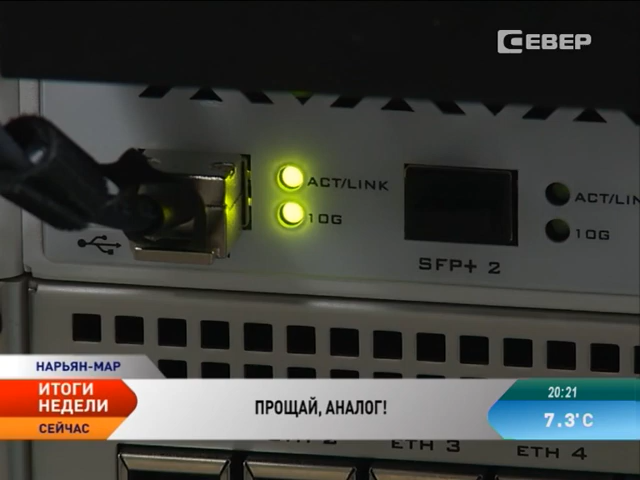 СЕВЕР
ACT/LINK
10G
ACT/LIN
10G
SFP+ 2
НАРЬЯН-МАР
ИТОГИ
НЕДЕЛИ
СЕЙЧАС
ПРОЩАЙ, АНАЛОГ!
20:21
7.3°C
ETH 3
ETH 4